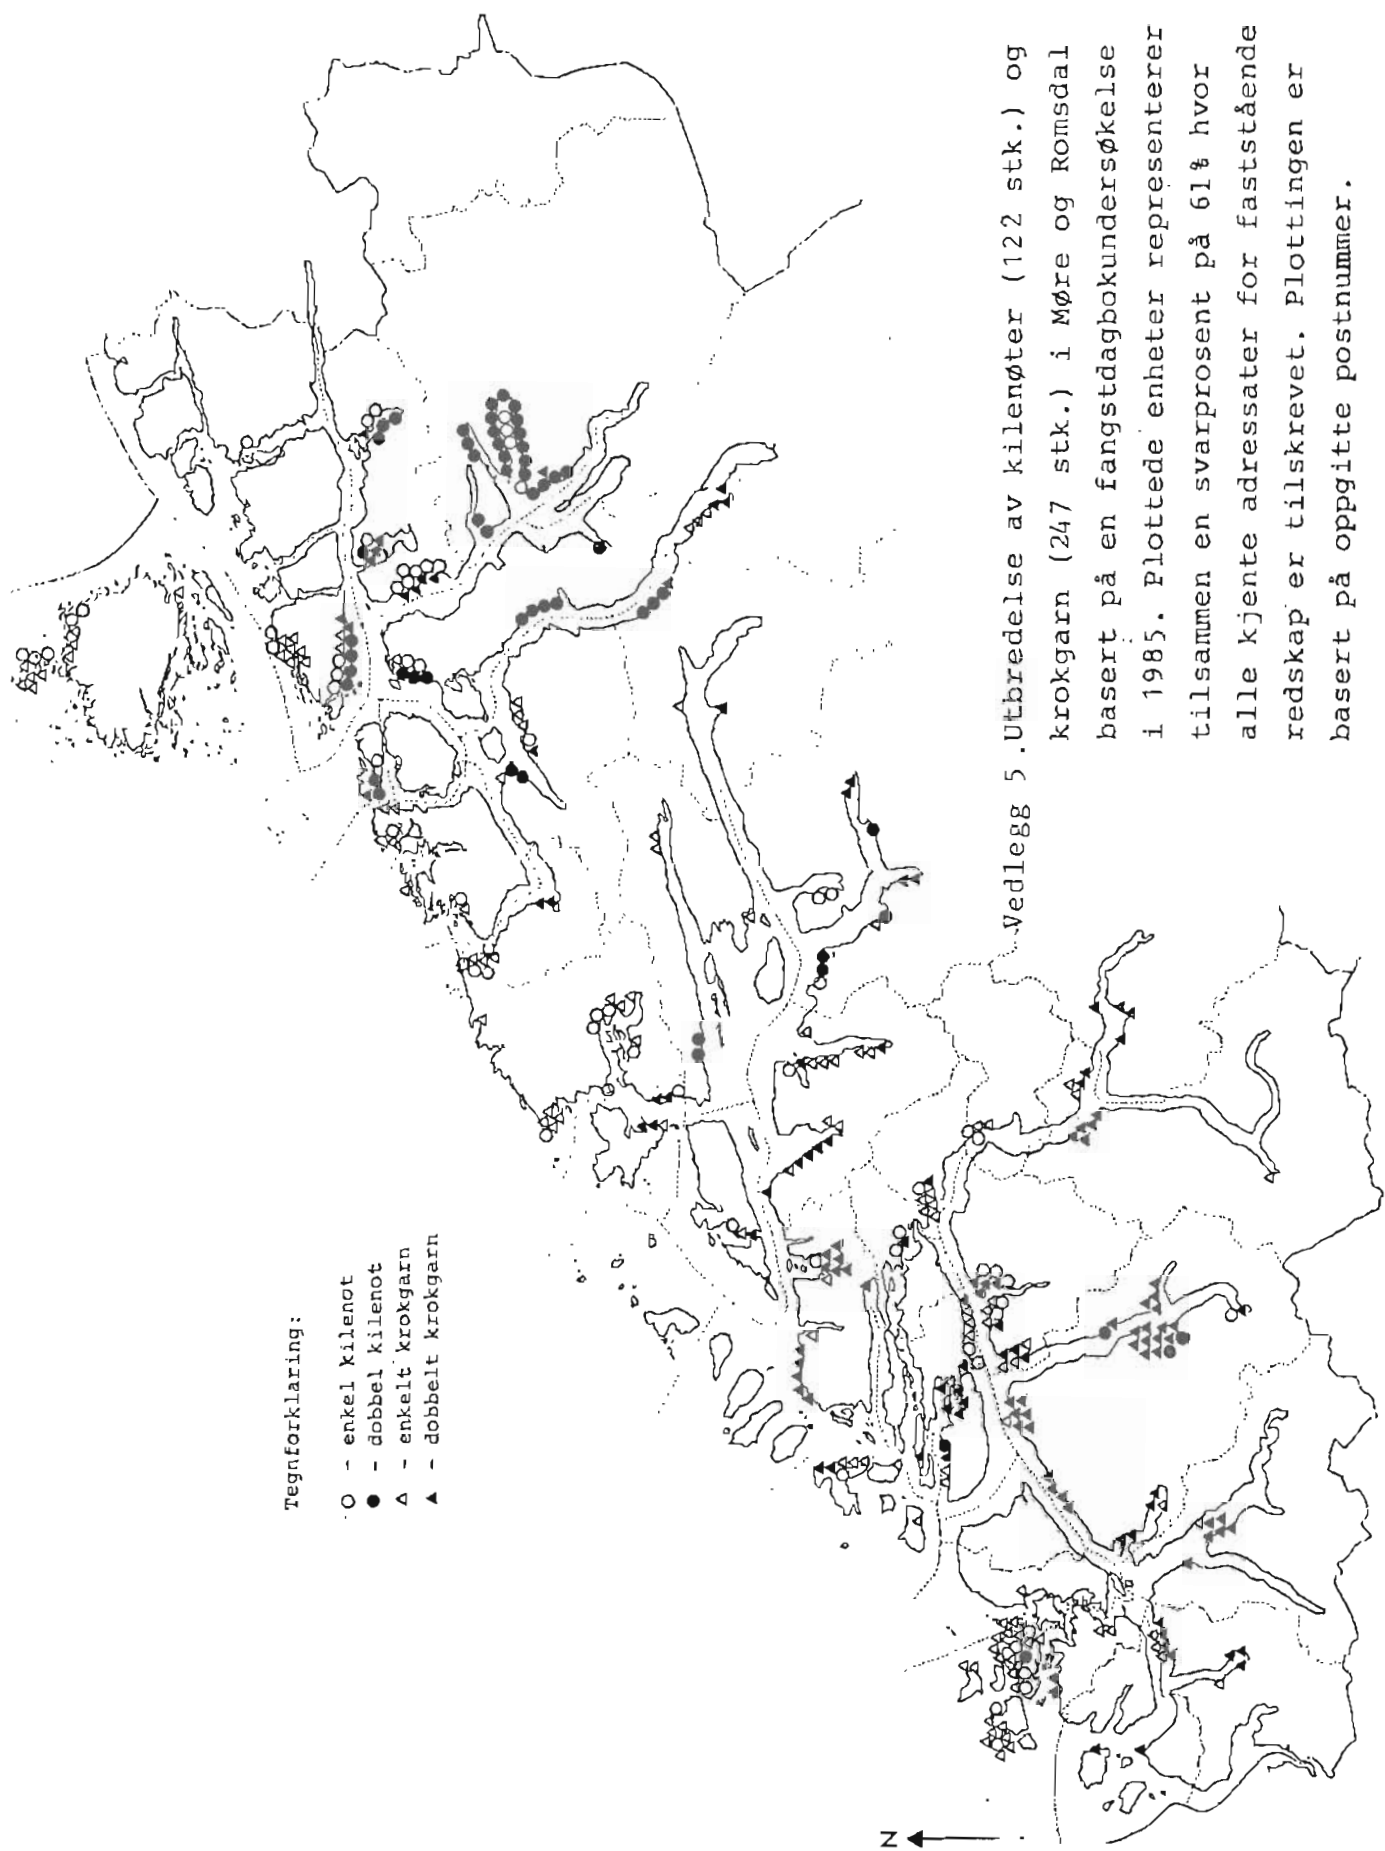 Tegnforklaring:
- enkel kilenot
- dobbel kilenot
- enkelt krokgarn
- dobbelt krokgarn
Vedlegg 5. Utbredelse av kilenøter (122 stk.) og
krokgarn (247 stk.) i Møre og Romsdal
basert på en fangstdagbokundersøkelse
i 1985. Plottede enheter representerer
tilsammen en svarprosent på 61% hvor
alle kjente adressater for faststående
redskap er tilskrevet. Plottingen er
basert på oppgitte postnummer.
N